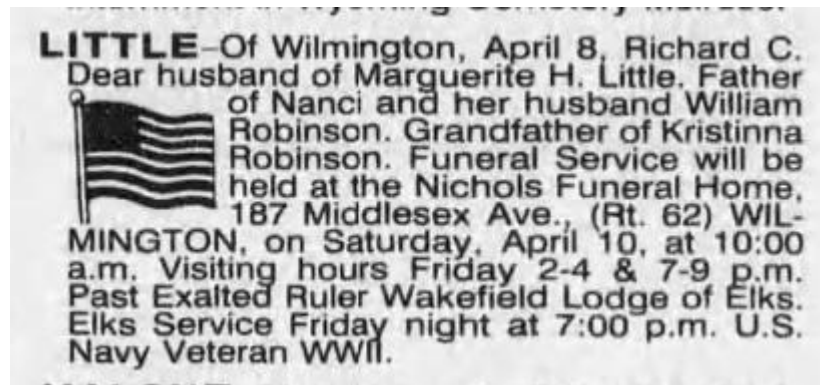 LITTLE–Of Wilmington, April 8, Richard C.
Dear husband of Marguerite H. Little. Father
of Nanci and her husband William
Robinson. Grandfather of Kristinna
Robinson. Funeral Service will be
held at the Nichols Funeral Home,
187 Middlesex Ave., (Rt. 62) WIL-
MINGTON, on Saturday, April 10, at 10:00
a.m. Visiting hours Friday 2-4 & 7-9 p.m.
Past Exalted Ruler Wakefield Lodge of Elks.
Elks Service Friday night at 7:00 p.m. U.S.
Navy Veteran WWII.